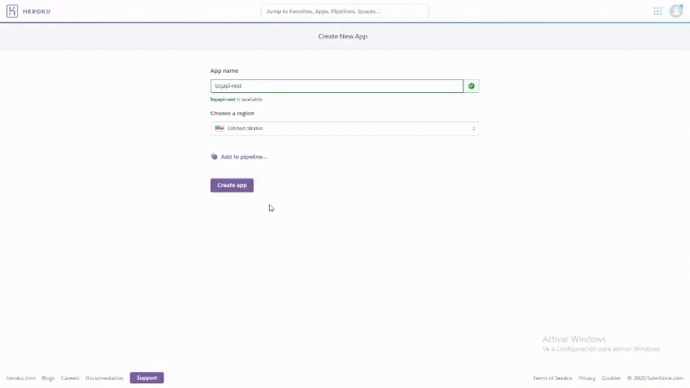 HEROKU
Jump to Favorites, Apps, Pipelines, Spaces...
Create New App
App name
bqapi-rest
bqapi-rest is available
Choose a region
United States
Add to pipeline...
Create app
Activar Windows
Ve a Configuración para activar Windows.
heroku.com Blogs Careers Documentation Support
Terms of Service Privacy Cookies © 2020 Salesforce.com